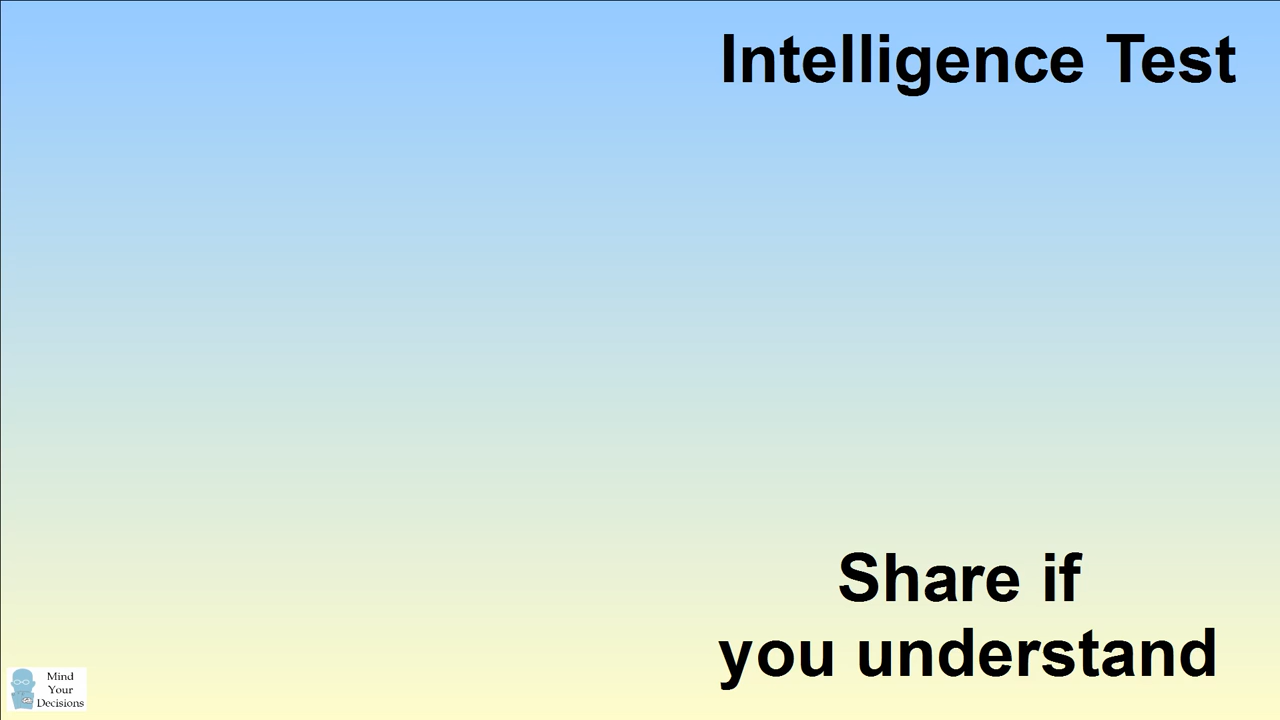 Intelligence Test
Share if
you understand
Mind
Your
Decisions